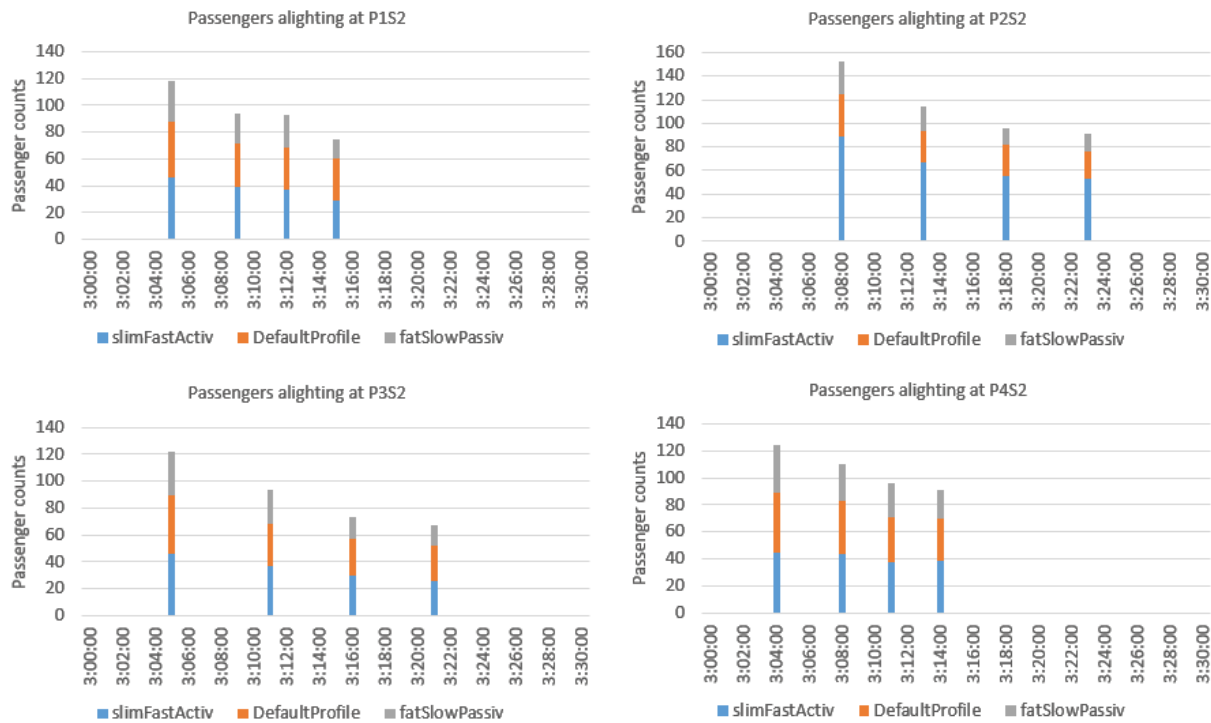 Passengers alighting at P1S2
Passenger counts
140
120
100
80
60
40
20
0
3:00:00 3:02:00 3:04:00 3:06:00 3:08:00 3:10:00 3:12:00 3:14:00 3:16:00 3:18:00 3:20:00 3:22:00 3:24:00 3:26:00 3:28:00 3:30:00
slimFastActiv DefaultProfile fatSlowPassiv
Passengers alighting at P2S2
Passenger counts
160
140
120
100
80
60
40
20
0
3:00:00 3:02:00 3:04:00 3:06:00 3:08:00 3:10:00 3:12:00 3:14:00 3:16:00 3:18:00 3:20:00 3:22:00 3:24:00 3:26:00 3:28:00 3:30:00
slimFastActiv DefaultProfile fatSlowPassiv
Passengers alighting at P3S2
Passenger counts
140
120
100
80
60
40
20
0
3:00:00 3:02:00 3:04:00 3:06:00 3:08:00 3:10:00 3:12:00 3:14:00 3:16:00 3:18:00 3:20:00 3:22:00 3:24:00 3:26:00 3:28:00 3:30:00
slimFastActiv DefaultProfile fatSlowPassiv
Passengers alighting at P4S2
Passenger counts
140
120
100
80
60
40
20
0
3:00:00 3:02:00 3:04:00 3:06:00 3:08:00 3:10:00 3:12:00 3:14:00 3:16:00 3:18:00 3:20:00 3:22:00 3:24:00 3:26:00 3:28:00 3:30:00
slimFastActiv DefaultProfile fatSlowPassiv